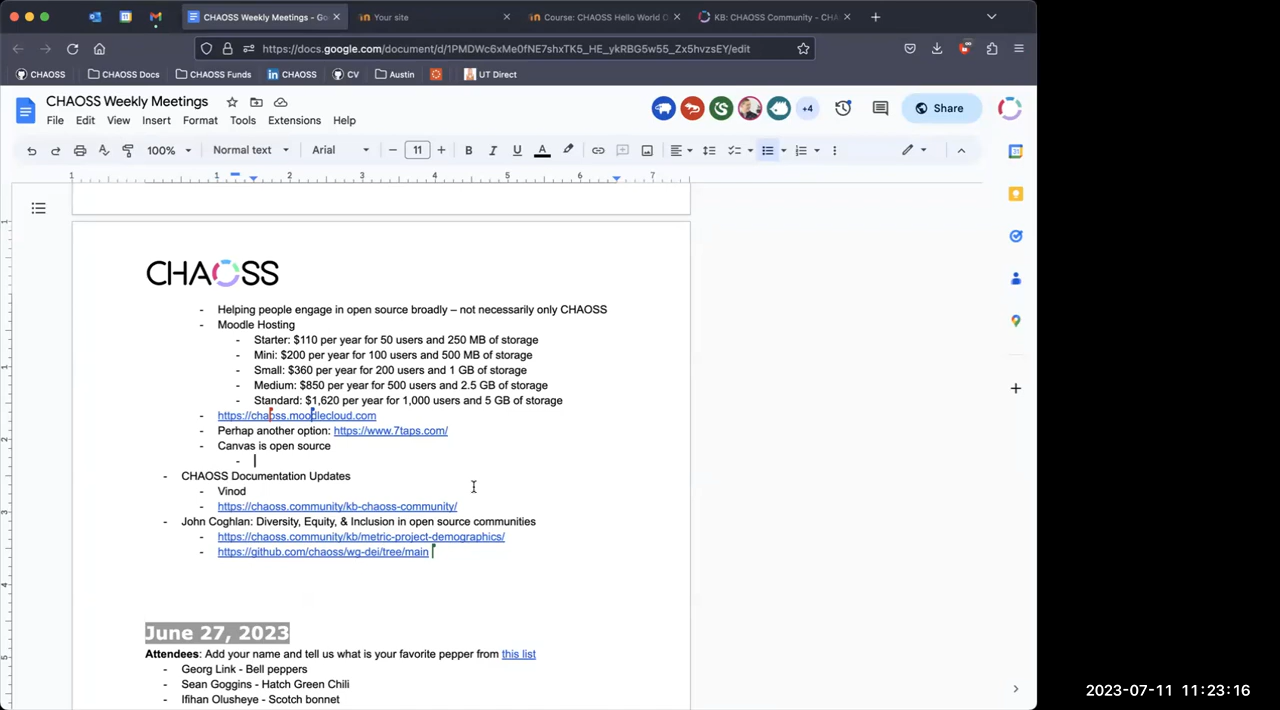 CHAOSS Weekly Meetings - Go
Your site
Course: CHAOSS Hello World C
KB: CHAOSS Community - CHA
https://docs.google.com/document/d/1PMDWc6xMe0fNE7shxTK5_HE_ykRBG5w55_Zx5hvzsEY/edit
CHAOSS
CHAOSS Docs
CHAOSS Funds
CHAOSS
CV
Austin
UT Direct
CHAOSS Weekly Meetings
+4
Share
File Edit View Insert Format Tools Extensions Help
100% Normal text Arial 11 B I U A
1 1 2 3 4 5 6 7
CHAOSS
- Helping people engage in open source broadly – not necessarily only CHAOSS
- Moodle Hosting
- Starter: $110 per year for 50 users and 250 MB of storage
- Mini: $200 per year for 100 users and 500 MB of storage
- Small: $360 per year for 200 users and 1 GB of storage
- Medium: $850 per year for 500 users and 2.5 GB of storage
- Standard: $1,620 per year for 1,000 users and 5 GB of storage
- https://chaoss.moodlecloud.com
- Perhap another option: https://www.7taps.com/
- Canvas is open source
-
- CHAOSS Documentation Updates
- Vinod
- https://chaoss.community/kb-chaoss-community/
- John Coghlan: Diversity, Equity, & Inclusion in open source communities
- https://chaoss.community/kb/metric-project-demographics/
- https://github.com/chaoss/wg-dei/tree/main
June 27, 2023
Attendees: Add your name and tell us what is your favorite pepper from this list
- Georg Link - Bell peppers
- Sean Goggins - Hatch Green Chili
- Ifihan Olusheye - Scotch bonnet
2023-07-11 11:23:16